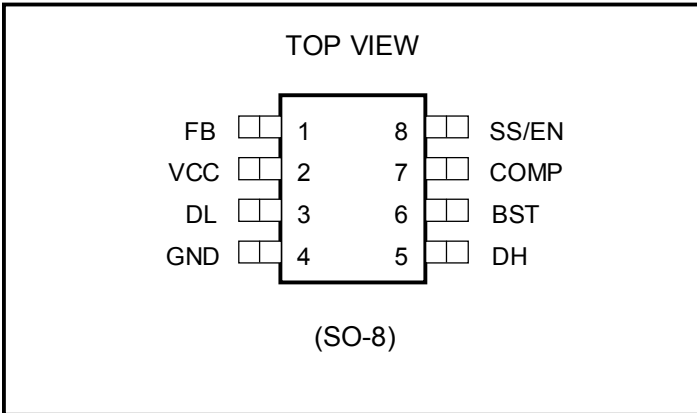 TOP VIEW
FB 1 8 SS/EN
VCC 2 7 COMP
DL 3 6 BST
GND 4 5 DH
(SO-8)